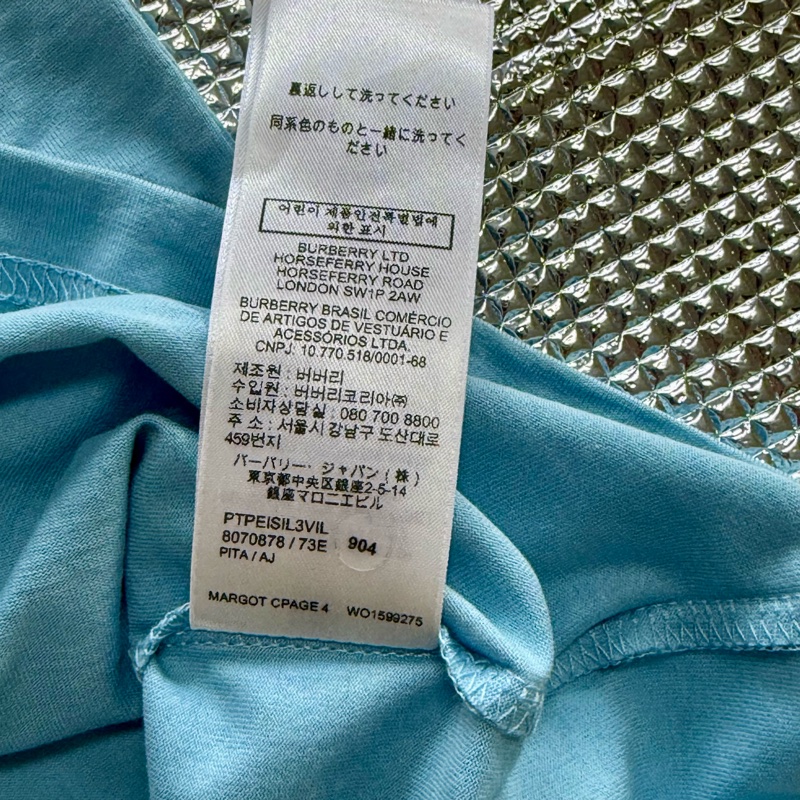 裏返しして洗ってください
同系色のものと一緒に洗ってく
ださい
어린이 제품안전특별법에
의한 표시
BURBERRY LTD
HORSEFERRY HOUSE
HORSEFERRY ROAD
LONDON SW1P 2AW
BURBERRY BRASIL COMÉRCIO
DE ARTIGOS DE VESTUÁRIO E
ACESSÓRIOS LTDA.
CNPJ: 10.770.518/0001-68
제조원 : 버버리
수입원 : 버버리코리아㈜
소비자상담실 : 080 700 8800
주 소 : 서울시 강남구 도산대로
459번지
バーバリー・ジャパン(株)
東京都中央区銀座2-5-14
銀座マロニエビル
PTPEISIL3VIL
8070878 / 73E 904
PITA / AJ
MARGOT CPAGE 4 WO1599275